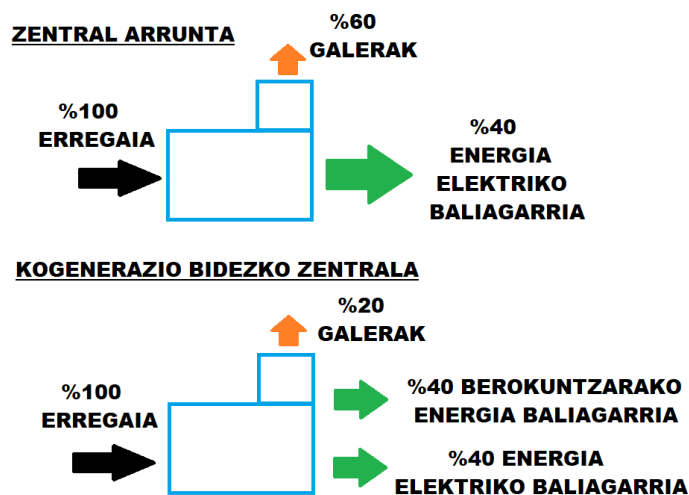 ZENTRAL ARRUNTA
%60
GALERAK
%100
ERREGAIA
%40
ENERGIA
ELEKTRIKO
BALIAGARRIA
KOGENERAZIO BIDEZKO ZENTRALA
%20
GALERAK
%100
ERREGAIA
%40 BEROKUNTZARAKO
ENERGIA BALIAGARRIA
%40 ENERGIA
ELEKTRIKO BALIAGARRIA